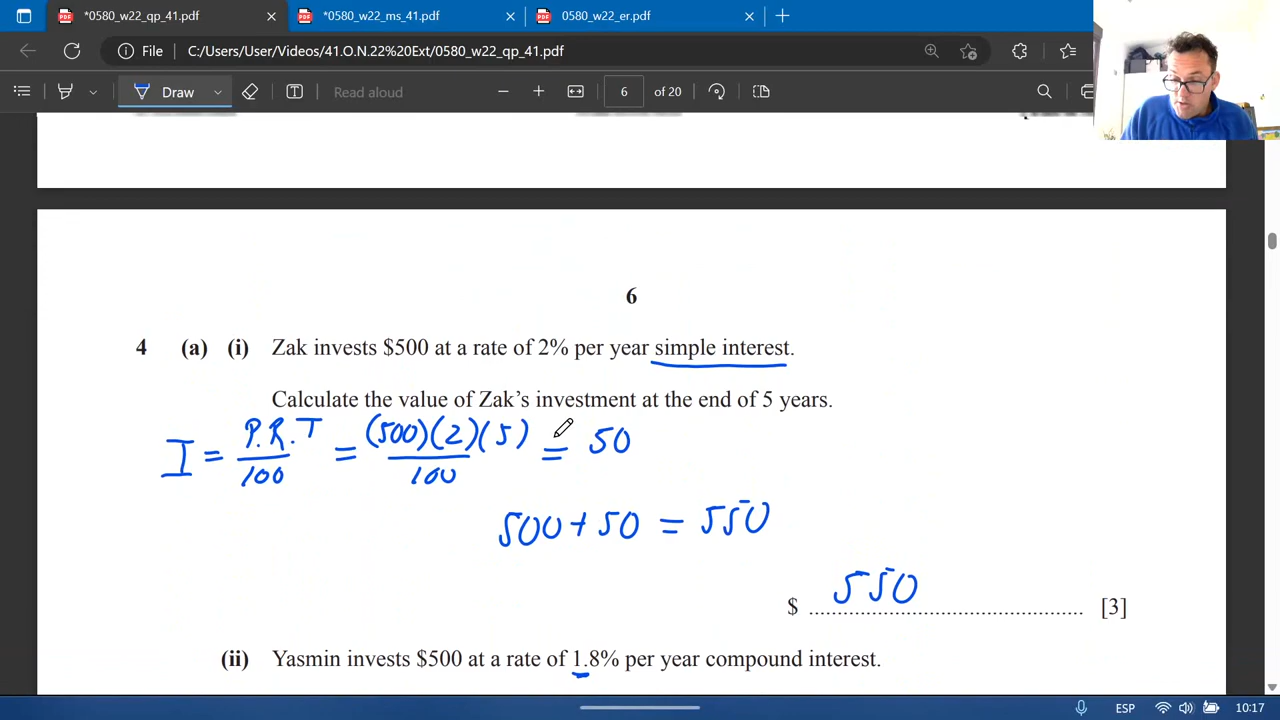 *0580_w22_qp_41.pdf
*0580_w22_ms_41.pdf
0580_w22_er.pdf
File C:/Users/User/Videos/41.O.N.22%20Ext/0580_w22_qp_41.pdf
Draw
Read aloud
6 of 20
6
4 (a) (i) Zak invests $500 at a rate of 2% per year simple interest.
Calculate the value of Zak's investment at the end of 5 years.
I = P.R.T / 100 = (500)(2)(5) / 100 = 50
500 + 50 = 550
$ 550 ................................................ [3]
(ii) Yasmin invests $500 at a rate of 1.8% per year compound interest.
ESP 10:17